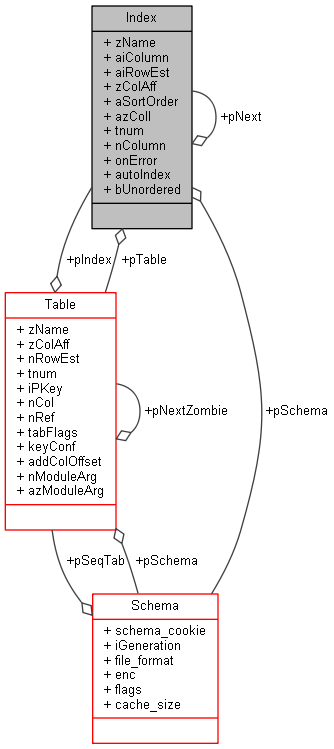 Index
+ zName
+ aiColumn
+ aiRowEst
+ zColAff
+ aSortOrder
+ azColl
+ tnum
+ nColumn
+ onError
+ autoIndex
+ bUnordered
+pNext
+pIndex
+pTable
Table
+ zName
+ zColAff
+ nRowEst
+ tnum
+ iPKey
+ nCol
+ nRef
+ tabFlags
+ keyConf
+ addColOffset
+ nModuleArg
+ azModuleArg
+pNextZombie
+pSchema
+pSeqTab
+pSchema
Schema
+ schema_cookie
+ iGeneration
+ file_format
+ enc
+ flags
+ cache_size